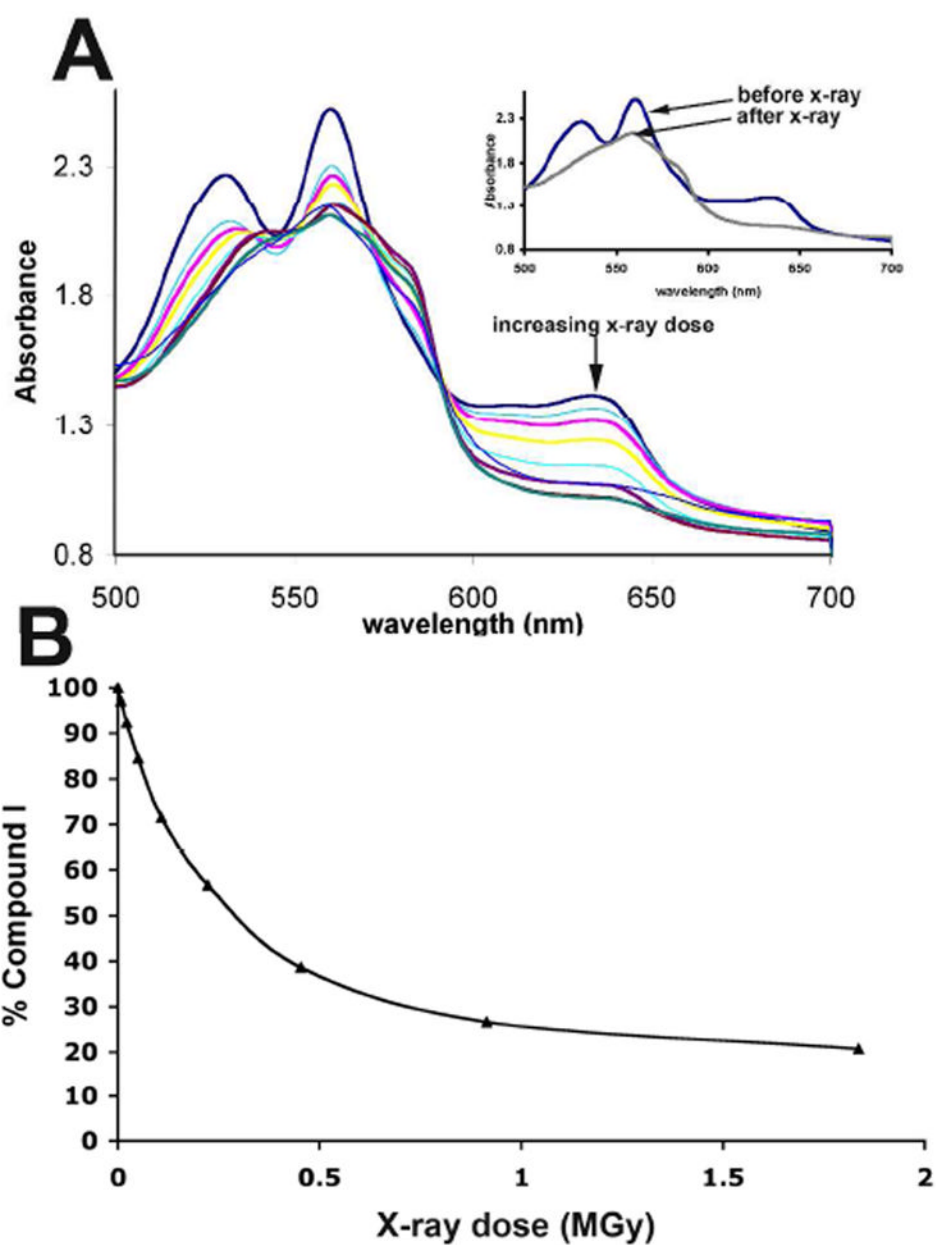 A
before x-ray
after x-ray
2.3
1.8
1.3
0.8
Absorbance
500 550 600 650 700
wavelength (nm)
2.3
1.8
1.3
0.8
Absorbance
increasing x-ray dose
500 550 600 650 700
wavelength (nm)
B
100
90
80
70
60
50
40
30
20
10
0
% Compound I
0 0.5 1 1.5 2
X-ray dose (MGy)